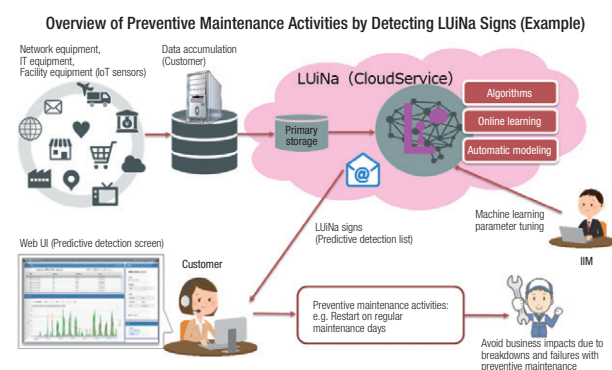 Overview of Preventive Maintenance Activities by Detecting LUiNa Signs (Example)
Network equipment,
IT equipment,
Facility equipment (IoT sensors)
Data accumulation
(Customer)
LUiNa (CloudService)
Algorithms
Online learning
Automatic modeling
Primary
storage
@
LUiNa signs
(Predictive detection list)
Machine learning
parameter tuning
IIM
Web UI (Predictive detection screen)
Customer
Preventive maintenance activities:
e.g. Restart on regular
maintenance days
Avoid business impacts due to
breakdowns and failures with
preventive maintenance